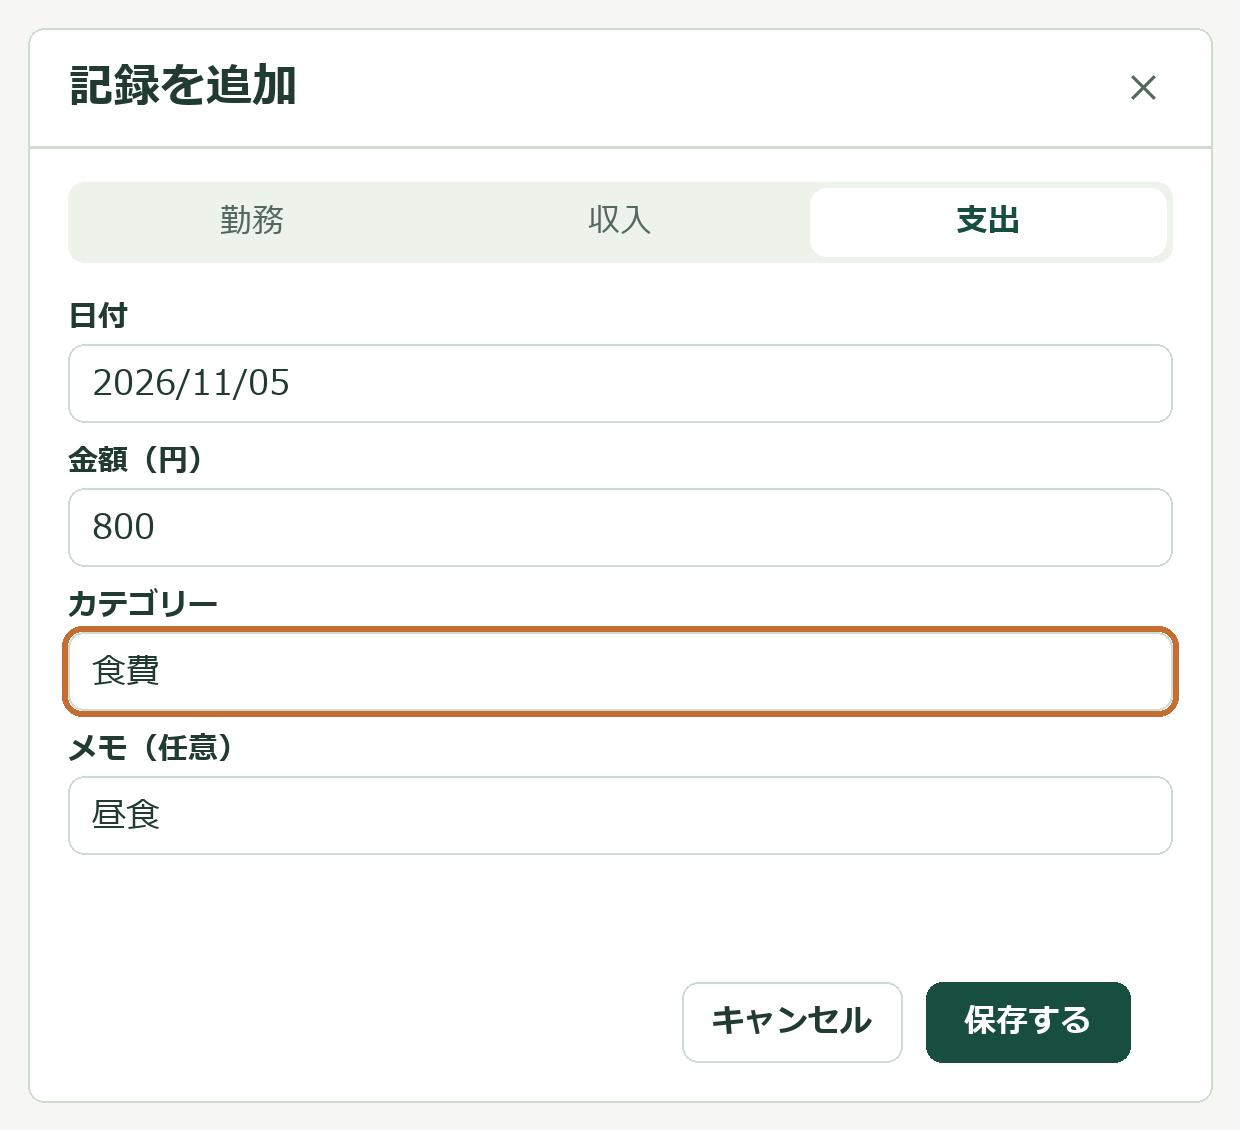 記録を追加
勤務
収入
支出
日付
2026/11/05
金額（円）
800
カテゴリー
食費
メモ（任意）
昼食
キャンセル
保存する